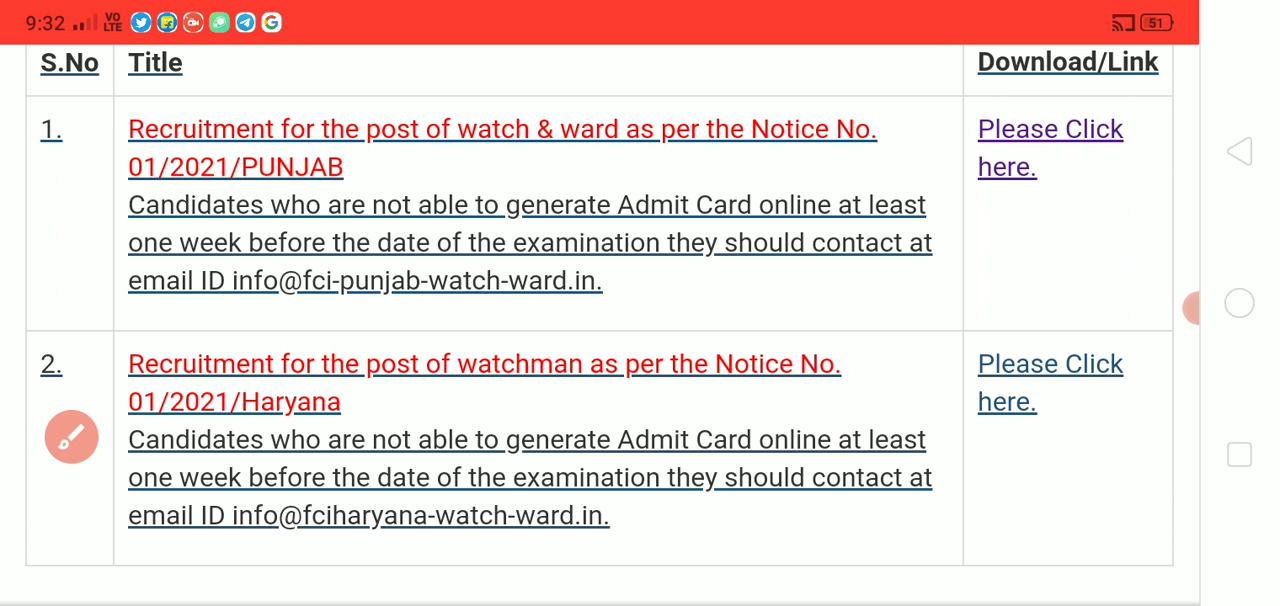 9:32 VO LTE 51
S.No Title Download/Link
1. Recruitment for the post of watch & ward as per the Notice No. Please Click
01/2021/PUNJAB here.
Candidates who are not able to generate Admit Card online at least
one week before the date of the examination they should contact at
email ID info@fci-punjab-watch-ward.in.
2. Recruitment for the post of watchman as per the Notice No. Please Click
01/2021/Haryana here.
Candidates who are not able to generate Admit Card online at least
one week before the date of the examination they should contact at
email ID info@fciharyana-watch-ward.in.